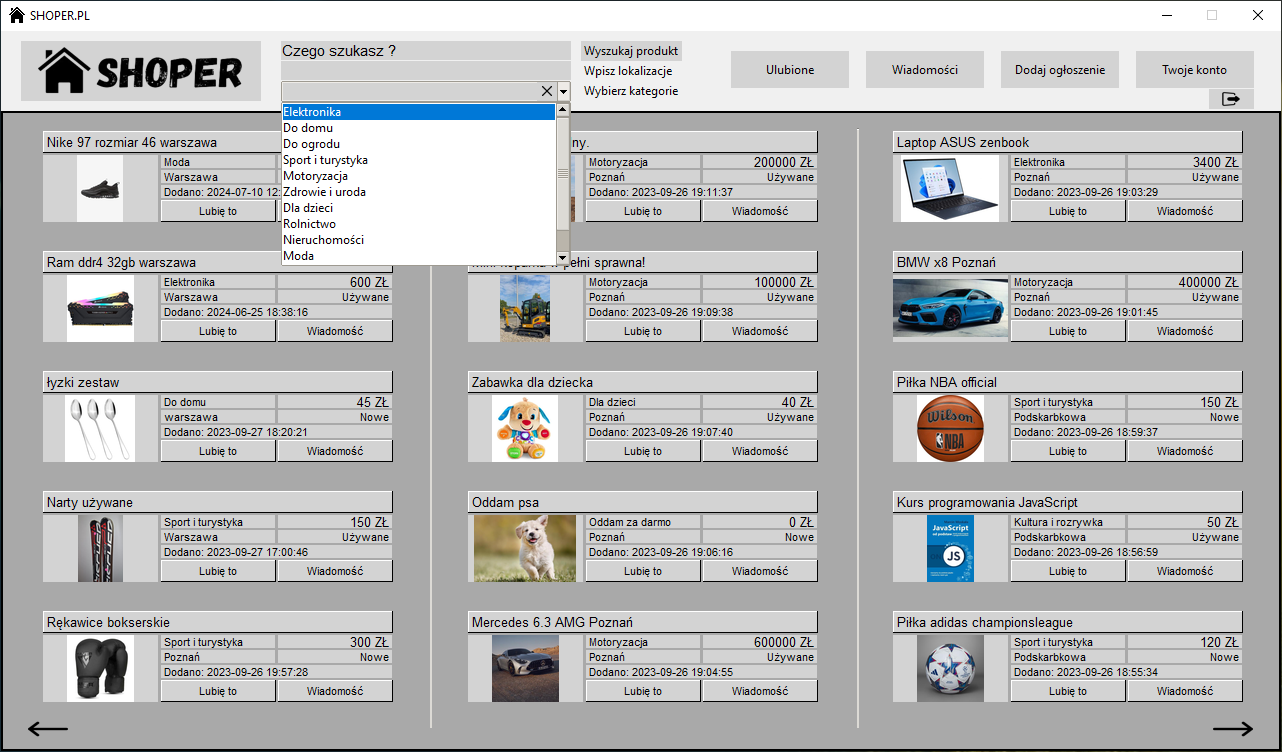 SHOPER.PL
SHOPER
Czego szukasz ?
Wyszukaj produkt
Wpisz lokalizacje
Wybierz kategorie
Ulubione
Wiadomości
Dodaj ogłoszenie
Twoje konto
Elektronika
Do domu
Do ogrodu
Sport i turystyka
Motoryzacja
Zdrowie i uroda
Dla dzieci
Rolnictwo
Nieruchomości
Moda
Nike 97 rozmiar 46 warszawa
Moda
Warszawa
Dodano: 2024-07-10 12:
Lubię to
Ram ddr4 32gb warszawa
Elektronika
600 ZŁ
Warszawa
Używane
Dodano: 2024-06-25 18:38:16
Lubię to
Wiadomość
łyzki zestaw
Do domu
45 ZŁ
warszawa
Nowe
Dodano: 2023-09-27 18:20:21
Lubię to
Wiadomość
Narty używane
Sport i turystyka
150 ZŁ
Warszawa
Używane
Dodano: 2023-09-27 17:00:46
Lubię to
Wiadomość
Rękawice bokserskie
Sport i turystyka
300 ZŁ
Poznań
Nowe
Dodano: 2023-09-26 19:57:28
Lubię to
Wiadomość
ny.
Motoryzacja
200000 ZŁ
Poznań
Używane
Dodano: 2023-09-26 19:11:37
Lubię to
Wiadomość
sprawna!
Motoryzacja
100000 ZŁ
Poznań
Używane
Dodano: 2023-09-26 19:09:38
Lubię to
Wiadomość
Zabawka dla dziecka
Dla dzieci
40 ZŁ
Poznań
Używane
Dodano: 2023-09-26 19:07:40
Lubię to
Wiadomość
Oddam psa
Oddam za darmo
0 ZŁ
Poznań
Nowe
Dodano: 2023-09-26 19:06:16
Lubię to
Wiadomość
Mercedes 6.3 AMG Poznań
Motoryzacja
600000 ZŁ
Poznań
Używane
Dodano: 2023-09-26 19:04:55
Lubię to
Wiadomość
Laptop ASUS zenbook
Elektronika
3400 ZŁ
Poznań
Używane
Dodano: 2023-09-26 19:03:29
Lubię to
Wiadomość
BMW x8 Poznań
Motoryzacja
400000 ZŁ
Poznań
Używane
Dodano: 2023-09-26 19:01:45
Lubię to
Wiadomość
Piłka NBA official
Wilson
NBA
Sport i turystyka
150 ZŁ
Podskarbkowa
Nowe
Dodano: 2023-09-26 18:59:37
Lubię to
Wiadomość
Kurs programowania JavaScript
JavaScript
JS
Kultura i rozrywka
50 ZŁ
Podskarbkowa
Używane
Dodano: 2023-09-26 18:56:59
Lubię to
Wiadomość
Piłka adidas championsleague
Sport i turystyka
120 ZŁ
Podskarbkowa
Nowe
Dodano: 2023-09-26 18:55:34
Lubię to
Wiadomość